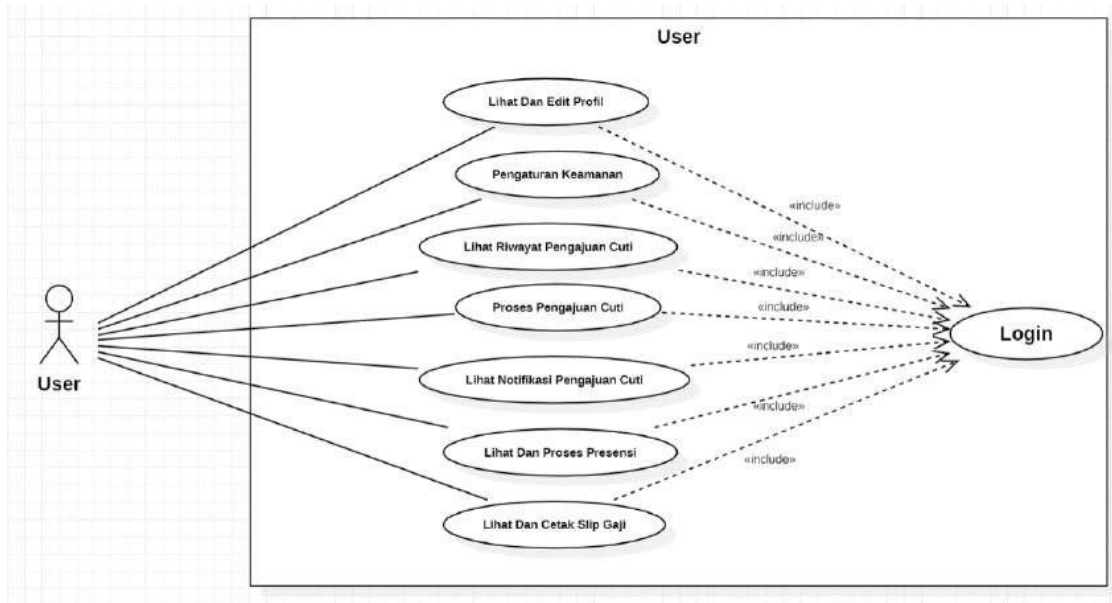 User
Lihat Dan Edit Profil
Pengaturan Keamanan
«include»
«include»
Lihat Riwayat Pengajuan Cuti
«include»
Proses Pengajuan Cuti
«include»
Login
«include»
Lihat Notifikasi Pengajuan Cuti
User
«include»
Lihat Dan Proses Presensi
«include»
Lihat Dan Cetak Slip Gaji